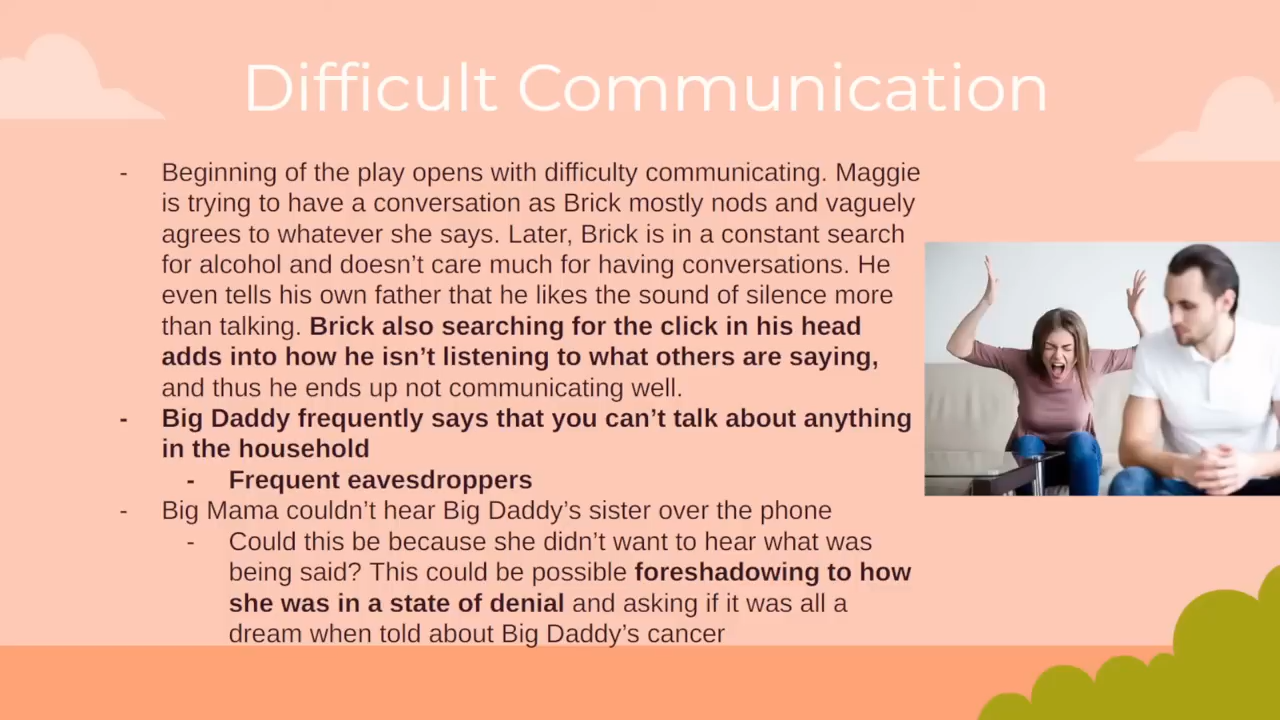 Difficult Communication
- Beginning of the play opens with difficulty communicating. Maggie
is trying to have a conversation as Brick mostly nods and vaguely
agrees to whatever she says. Later, Brick is in a constant search
for alcohol and doesn’t care much for having conversations. He
even tells his own father that he likes the sound of silence more
than talking. Brick also searching for the click in his head
adds into how he isn’t listening to what others are saying,
and thus he ends up not communicating well.
- Big Daddy frequently says that you can’t talk about anything
in the household
- Frequent eavesdroppers
- Big Mama couldn’t hear Big Daddy’s sister over the phone
- Could this be because she didn’t want to hear what was
being said? This could be possible foreshadowing to how
she was in a state of denial and asking if it was all a
dream when told about Big Daddy’s cancer